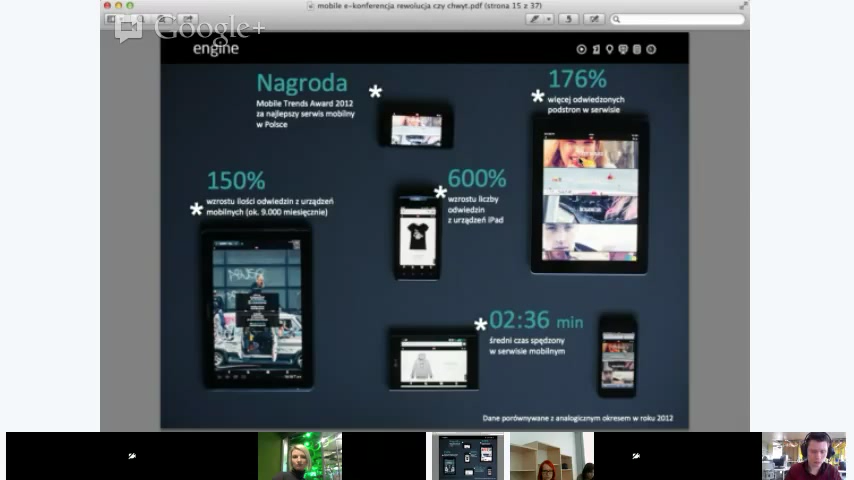 mobile e-konferencja rewolucja czy chwyt.pdf (strona 15 z 37)
Google+
engine
Nagroda
Mobile Trends Award 2012
za najlepszy serwis mobilny
w Polsce
176%
więcej odwiedzonych
podstron w serwisie
150%
wzrostu ilości odwiedzin z urządzeń
mobilnych (ok. 9.000 miesięcznie)
600%
wzrostu liczby
odwiedzin
z urządzeń iPad
02:36 min
średni czas spędzony
w serwisie mobilnym
Dane porównywane z analogicznym okresem w roku 2012